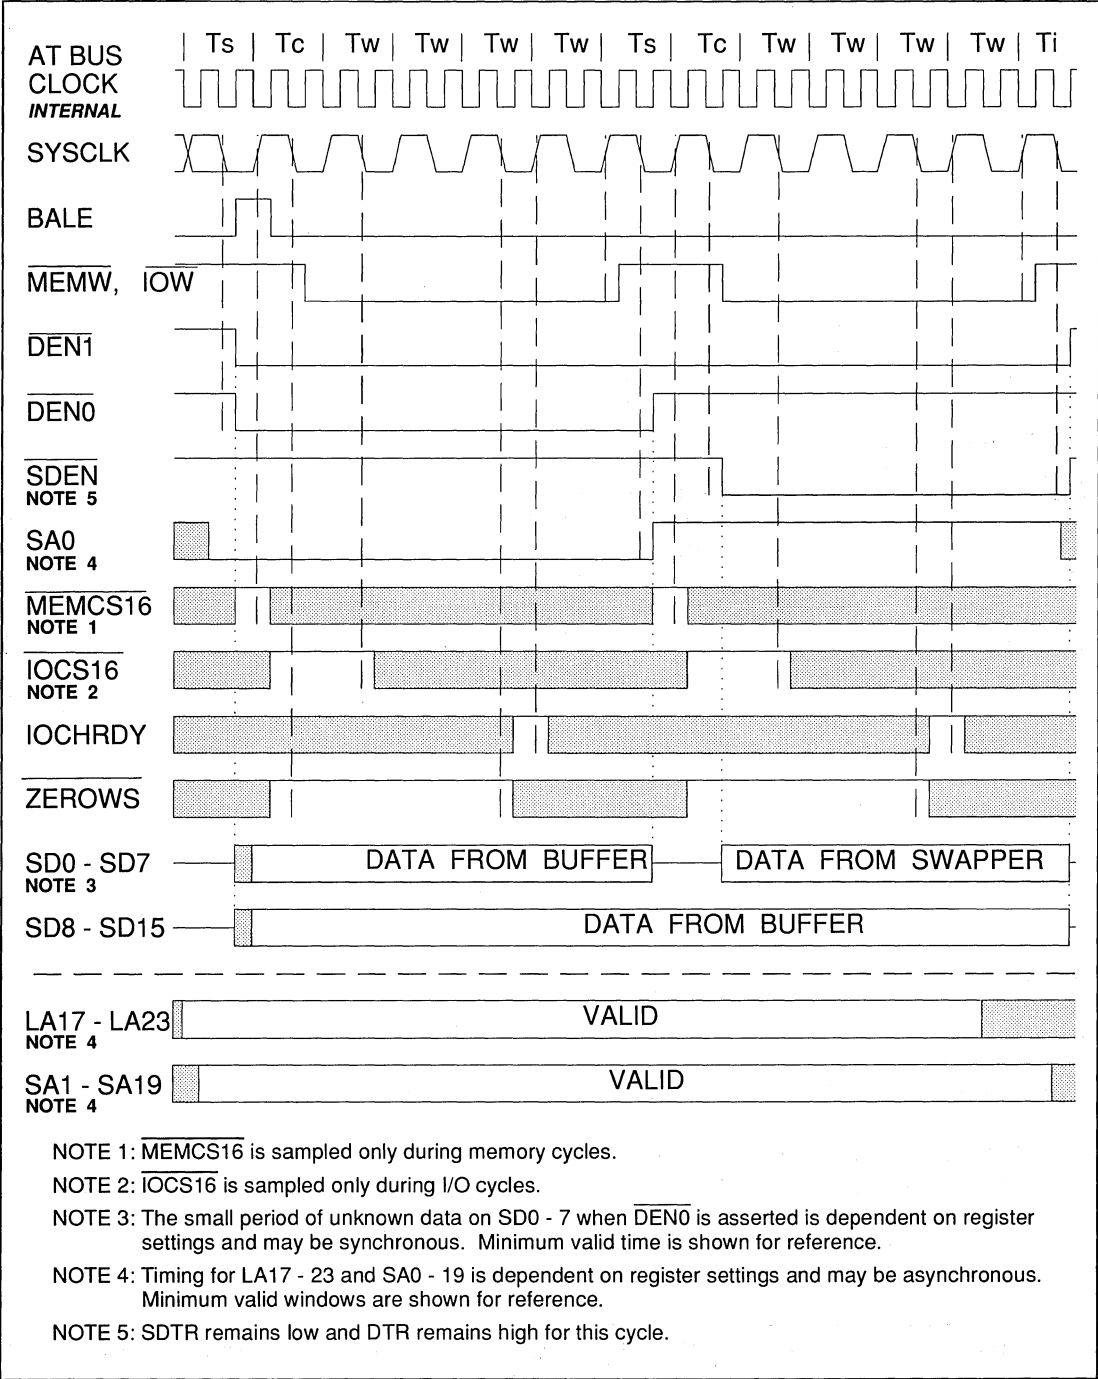 AT BUS
CLOCK
INTERNAL
| Ts | Tc | Tw | Tw | Tw | Tw | Ts | Tc | Tw | Tw | Tw | Tw | Ti
SYSCLK
BALE
MEMW, IOW
DEN1
DEN0
SDEN
NOTE 5
SA0
NOTE 4
MEMCS16
NOTE 1
IOCS16
NOTE 2
IOCHRDY
ZEROWS
SD0 - SD7 DATA FROM BUFFER DATA FROM SWAPPER
NOTE 3
SD8 - SD15 DATA FROM BUFFER
LA17 - LA23 VALID
NOTE 4
SA1 - SA19 VALID
NOTE 4
NOTE 1: MEMCS16 is sampled only during memory cycles.
NOTE 2: IOCS16 is sampled only during I/O cycles.
NOTE 3: The small period of unknown data on SD0 - 7 when DEN0 is asserted is dependent on register
settings and may be synchronous. Minimum valid time is shown for reference.
NOTE 4: Timing for LA17 - 23 and SA0 - 19 is dependent on register settings and may be asynchronous.
Minimum valid windows are shown for reference.
NOTE 5: SDTR remains low and DTR remains high for this cycle.